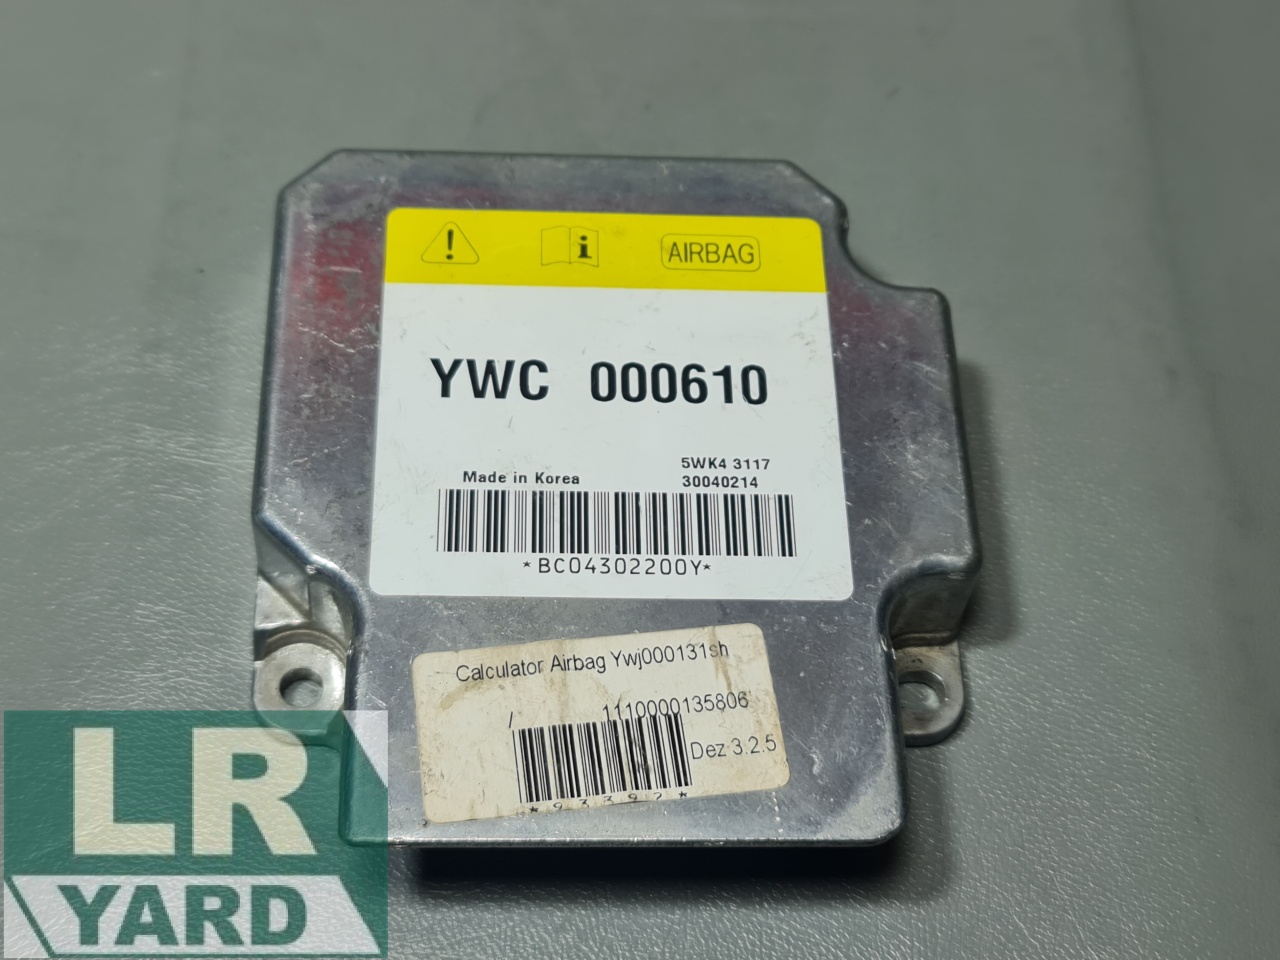 !
i
AIRBAG
YWC 000610
5WK4 3117
Made in Korea 30040214
*BC04302200Y*
Calculator Airbag Ywj000131sh
/ 1110000135806
Dez 3.2.5
*93392*
LR
YARD